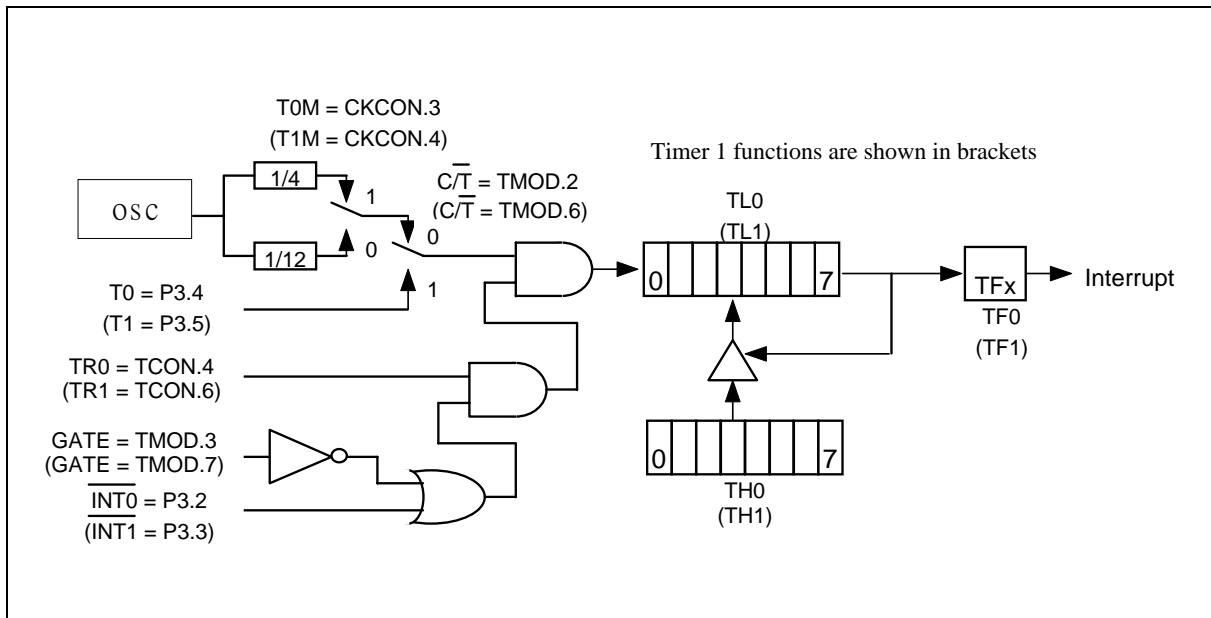 T0M = CKCON.3
(T1M = CKCON.4)
Timer 1 functions are shown in brackets
1/4
1
C/T̅ = TMOD.2
(C/T̅ = TMOD.6)
OSC
0
TL0
(TL1)
1/12
0
0 7
TFx
Interrupt
T0 = P3.4
(T1 = P3.5)
1
TF0
(TF1)
TR0 = TCON.4
(TR1 = TCON.6)
GATE = TMOD.3
(GATE = TMOD.7)
0 7
I̅N̅T̅0̅ = P3.2
(I̅N̅T̅1̅ = P3.3)
TH0
(TH1)